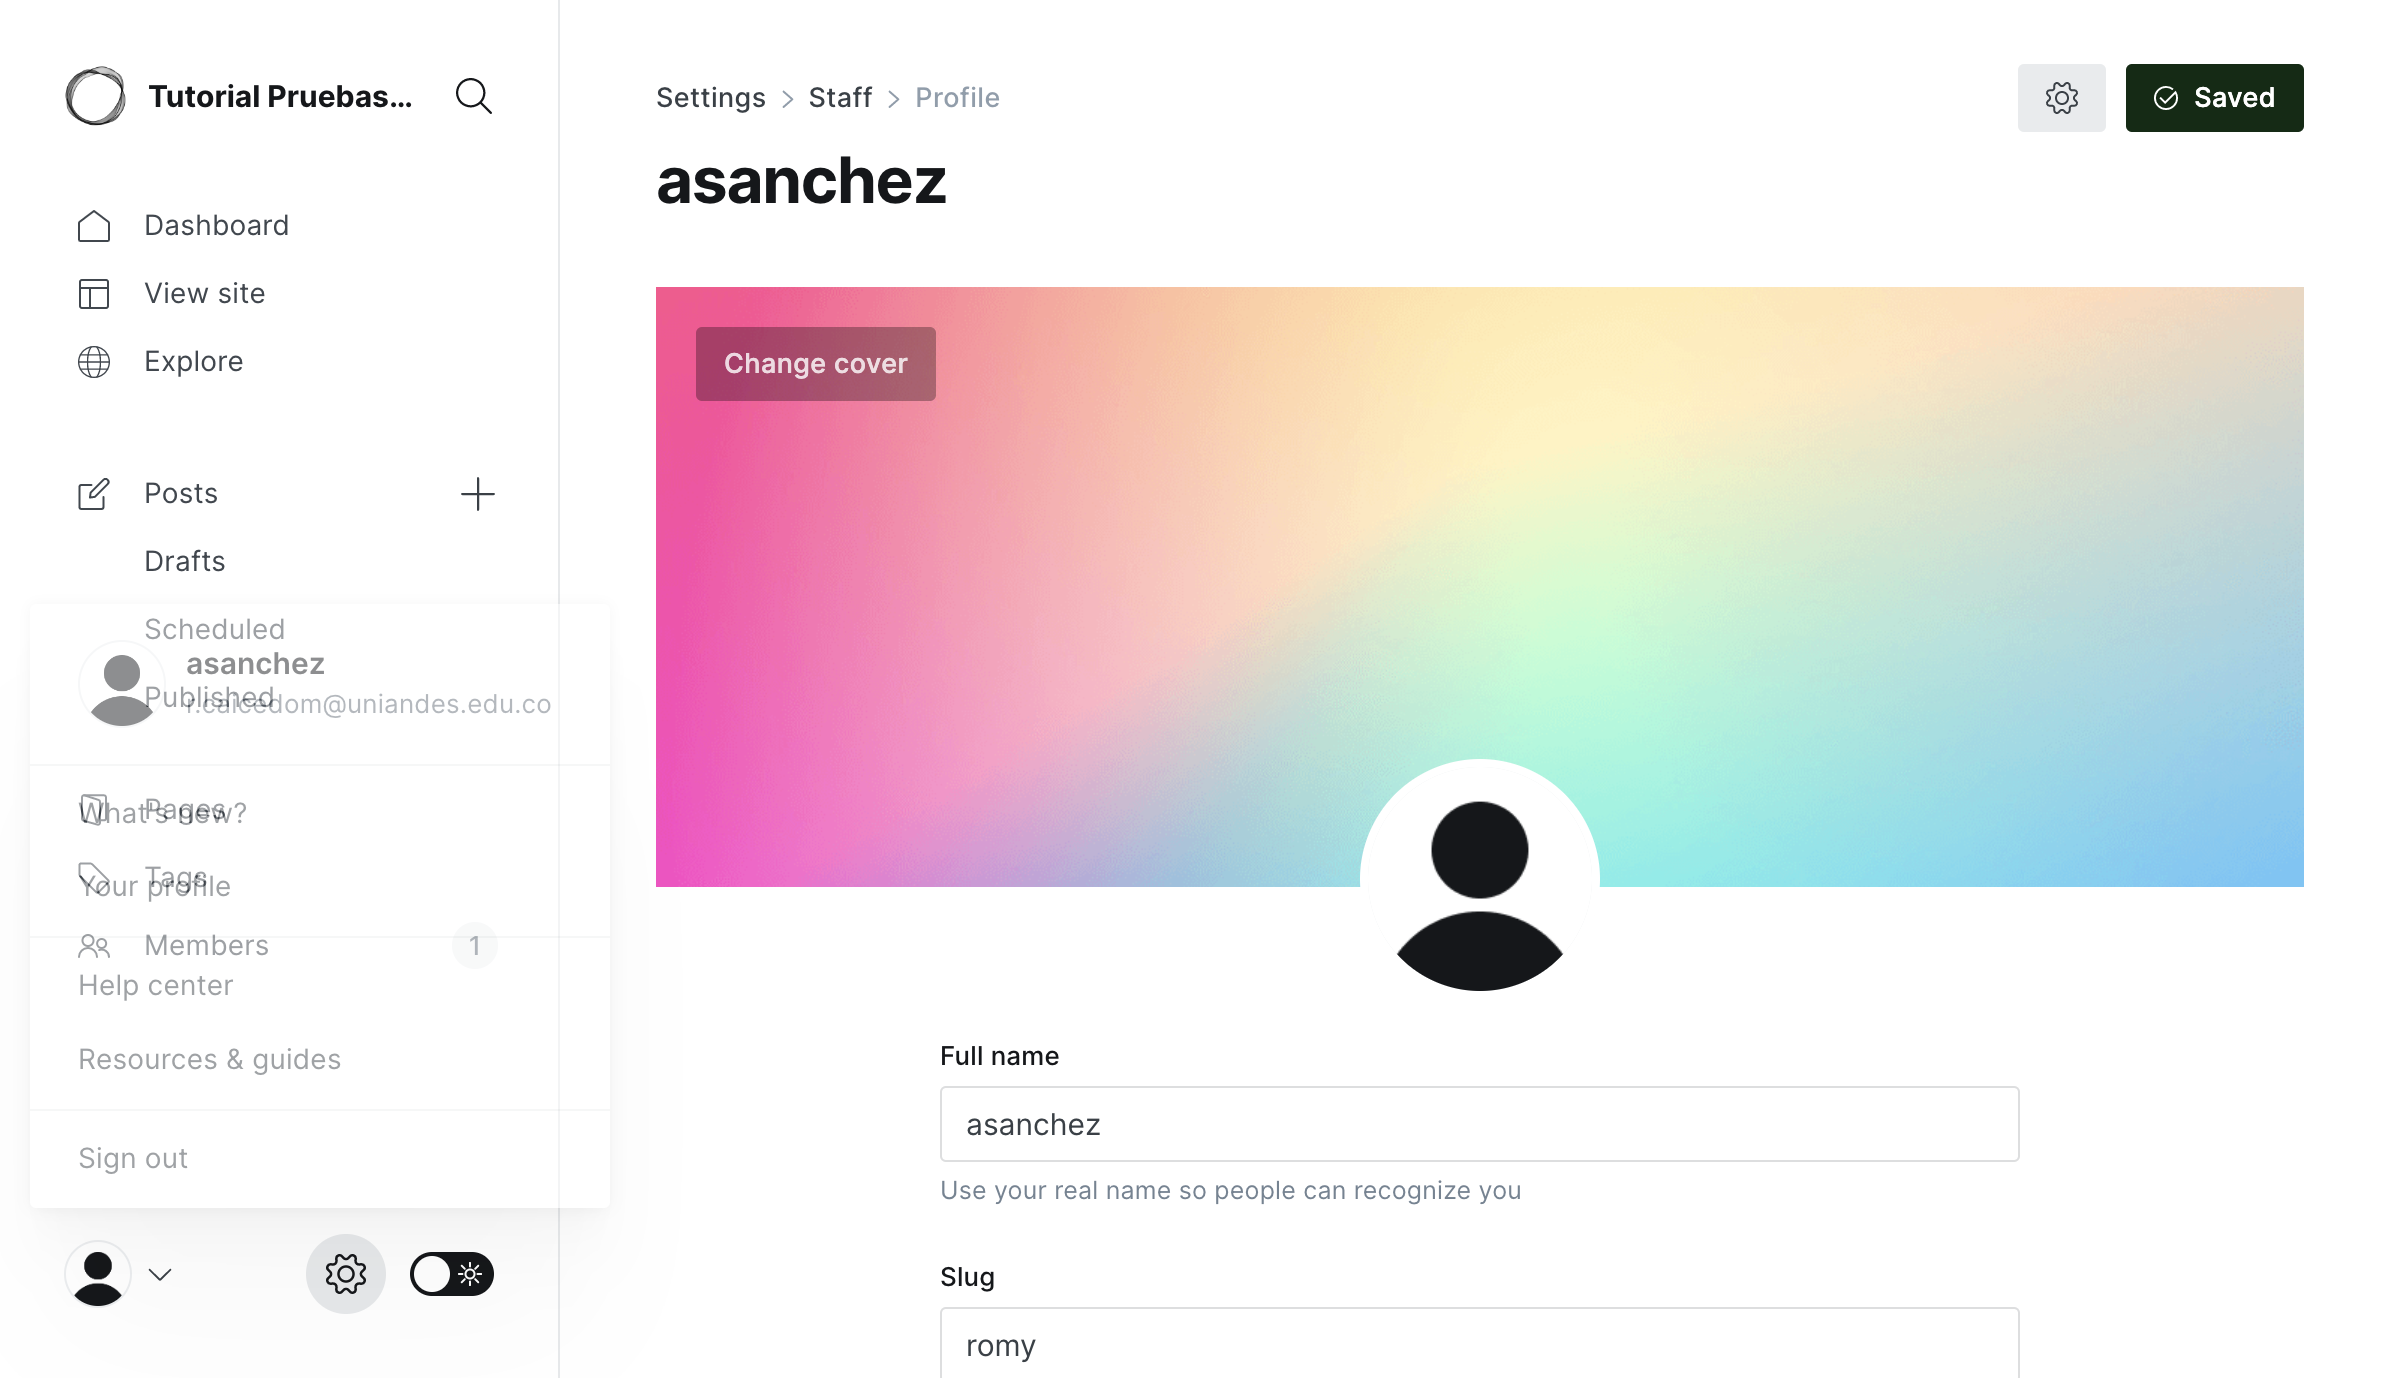 Tutorial Pruebas...
Dashboard
View site
Explore
Posts
Drafts
Scheduled
asanchez
Published
r.caicedom@uniandes.edu.co
Pages
What's new?
Tags
Your profile
Members 1
Help center
Resources & guides
Sign out
Settings > Staff > Profile
Saved
asanchez
Change cover
Full name
asanchez
Use your real name so people can recognize you
Slug
romy